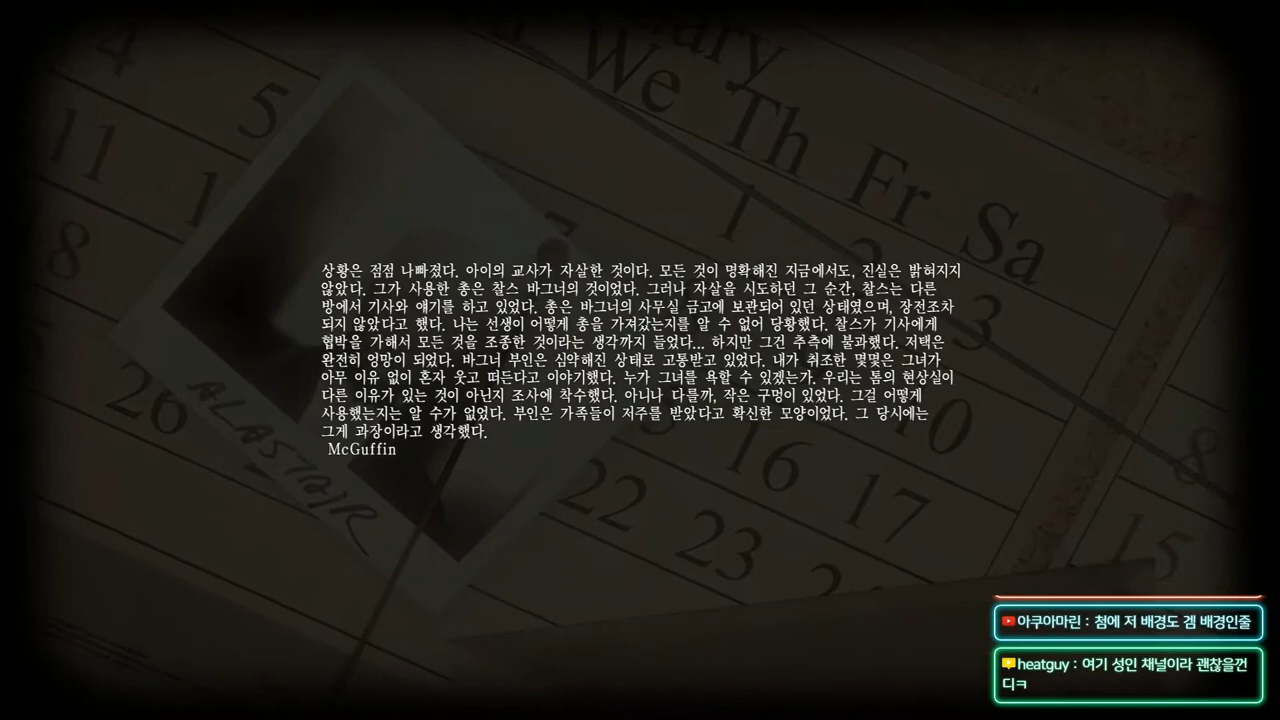 ary
We Th Fr Sa
4
5
1
11
1
3
8
8
10
26
ALASTAIR
16
17
15
22
23
상황은 점점 나빠졌다. 아이의 교사가 자살한 것이다. 모든 것이 명확해진 지금에서도, 진실은 밝혀지지
않았다. 그가 사용한 총은 찰스 바그너의 것이었다. 그러나 자살을 시도하던 그 순간, 찰스는 다른
방에서 기사와 얘기를 하고 있었다. 총은 바그너의 사무실 금고에 보관되어 있던 상태였으며, 장전조차
되지 않았다고 했다. 나는 선생이 어떻게 총을 가져갔는지를 알 수 없어 당황했다. 찰스가 기사에게
협박을 가해서 모든 것을 조종한 것이라는 생각까지 들었다... 하지만 그건 추측에 불과했다. 저택은
완전히 엉망이 되었다. 바그너 부인은 심약해진 상태로 고통받고 있었다. 내가 취조한 몇몇은 그녀가
아무 이유 없이 혼자 웃고 떠든다고 이야기했다. 누가 그녀를 욕할 수 있겠는가. 우리는 톰의 현상실이
다른 이유가 있는 것이 아닌지 조사에 착수했다. 아니나 다를까, 작은 구멍이 있었다. 그걸 어떻게
사용했는지는 알 수가 없었다. 부인은 가족들이 저주를 받았다고 확신한 모양이었다. 그 당시에는
그게 과장이라고 생각했다.
McGuffin
아쿠아마린 : 첨에 저 배경도 겜 배경인줄
heatguy : 여기 성인 채널이라 괜찮을껀
디ㅋ